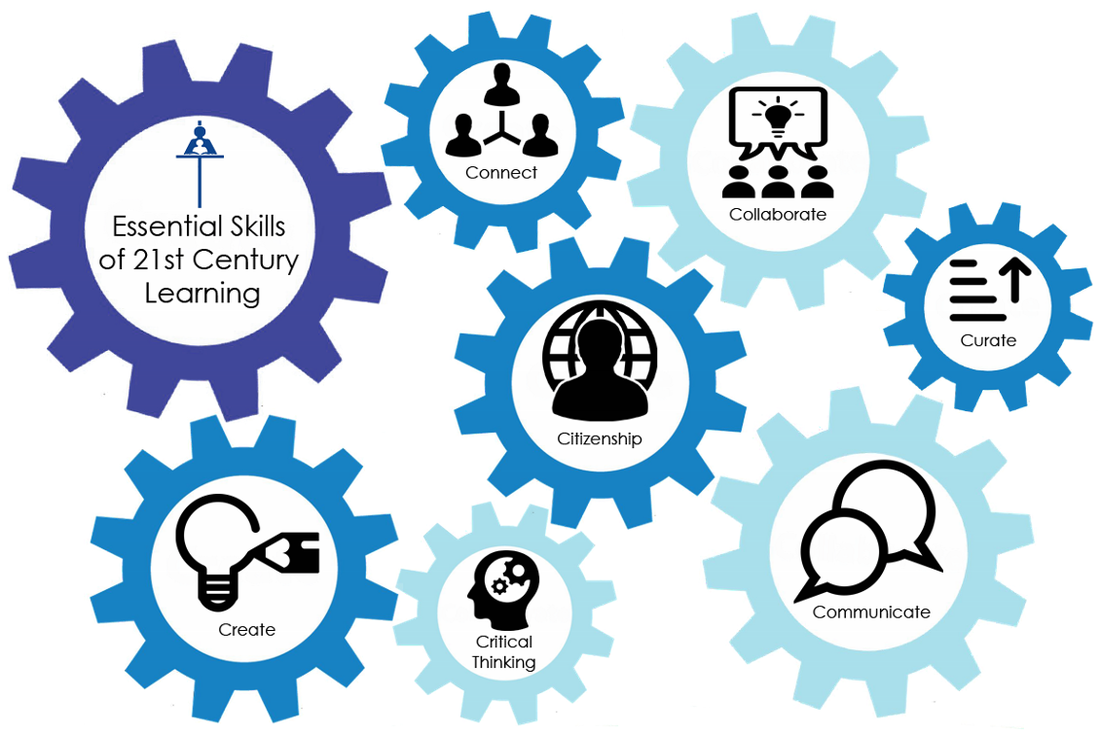 Essential Skills
of 21st Century
Learning
Connect
Collaborate
Curate
Citizenship
Create
Critical
Thinking
Communicate